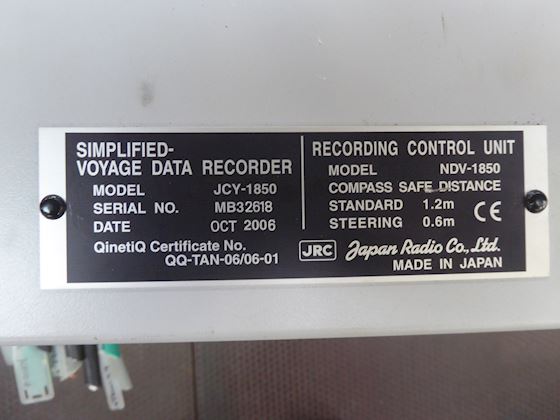 SIMPLIFIED-
VOYAGE DATA RECORDER
MODEL JCY-1850
SERIAL NO. MB32618
DATE OCT 2006
QinetiQ Certificate No.
QQ-TAN-06/06-01
RECORDING CONTROL UNIT
MODEL NDV-1850
COMPASS SAFE DISTANCE
STANDARD 1.2m
STEERING 0.6m
CE
JRC Japan Radio Co., Ltd.
MADE IN JAPAN